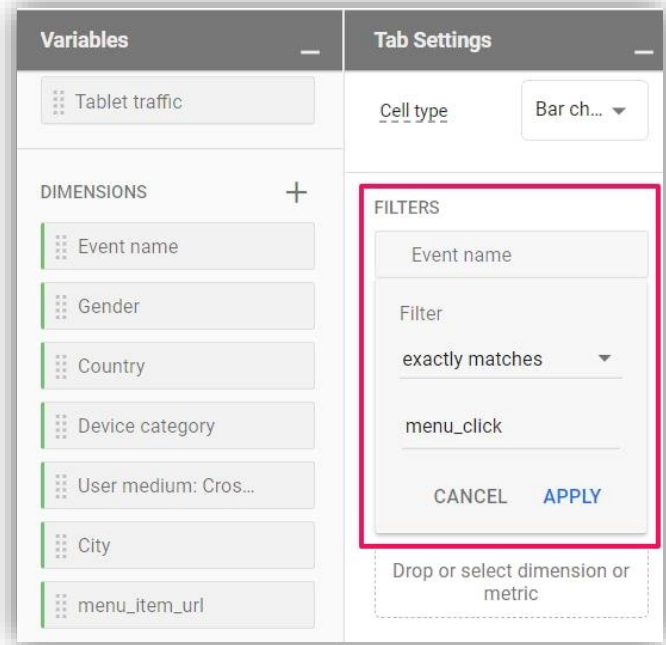 Variables
Tablet traffic
DIMENSIONS
Event name
Gender
Country
Device category
User medium: Cros...
City
menu_item_url
Tab Settings
Cell type
Bar ch...
FILTERS
Event name
Filter
exactly matches
menu_click
CANCEL APPLY
Drop or select dimension or
metric